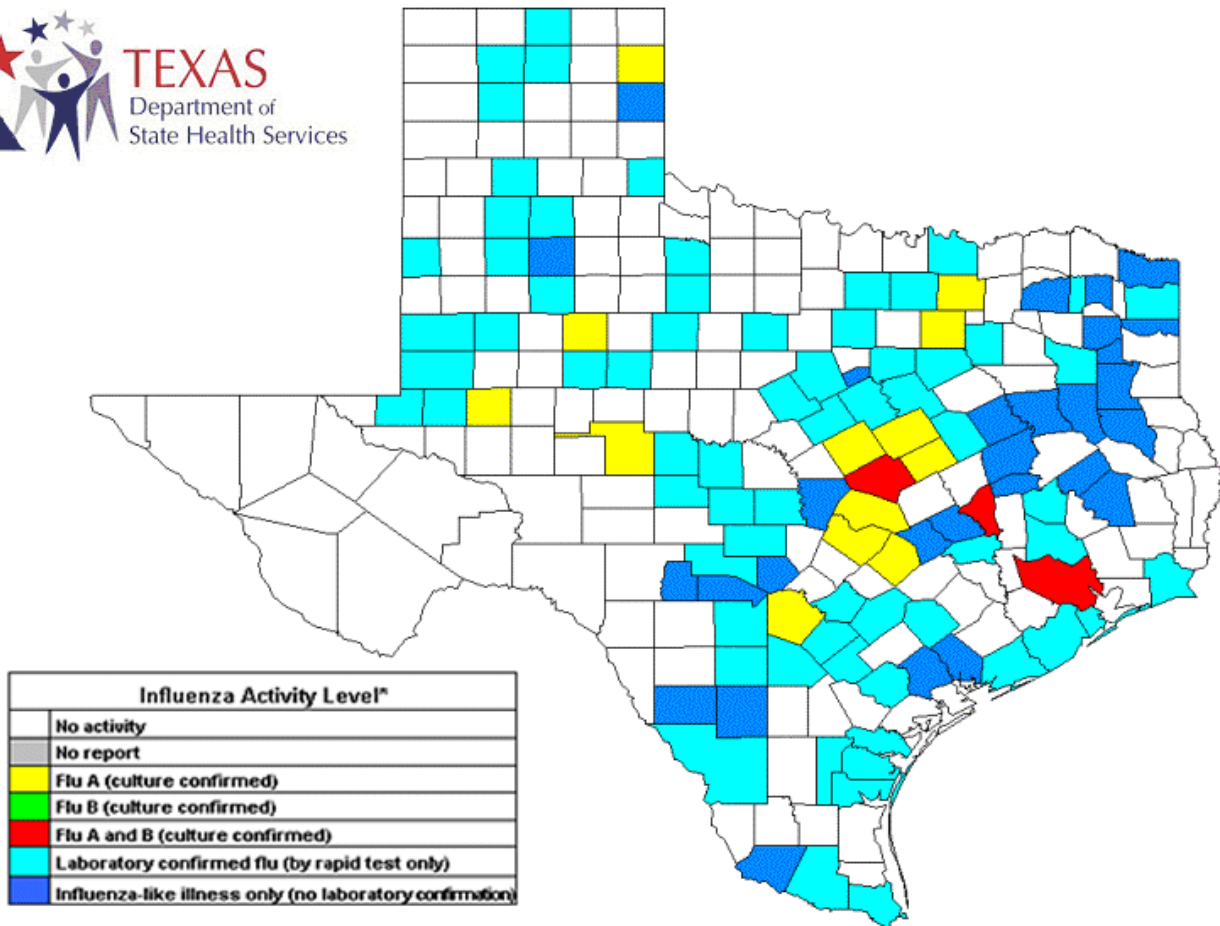 TEXAS
Department of
State Health Services
Influenza Activity Level*
No activity
No report
Flu A (culture confirmed)
Flu B (culture confirmed)
Flu A and B (culture confirmed)
Laboratory confirmed flu (by rapid test only)
Influenza-like illness only (no laboratory confirmation)